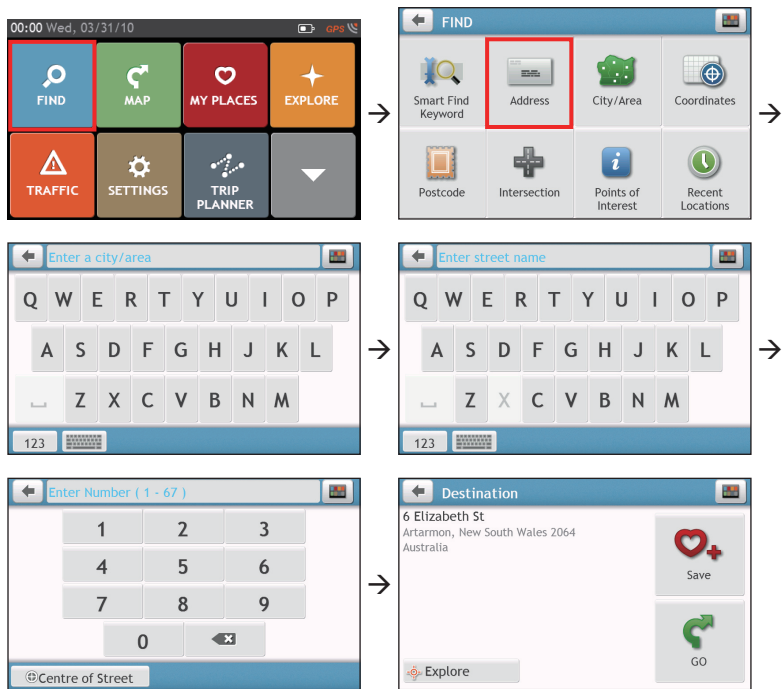 00:00 Wed, 03/31/10 GPS
FIND MAP MY PLACES EXPLORE
TRAFFIC SETTINGS TRIP
PLANNER
→
FIND
Smart Find
Keyword
Address
City/Area
Coordinates
Postcode
Intersection
Points of
Interest
Recent
Locations
→
Enter a city/area
Q W E R T Y U I O P
A S D F G H J K L
Z X C V B N M
123
→
Enter street name
Q W E R T Y U I O P
A S D F G H J K L
Z X C V B N M
123
→
Enter Number ( 1 - 67 )
1 2 3
4 5 6
7 8 9
0
Centre of Street
→
Destination
6 Elizabeth St
Artarmon, New South Wales 2064
Australia
Save
GO
Explore